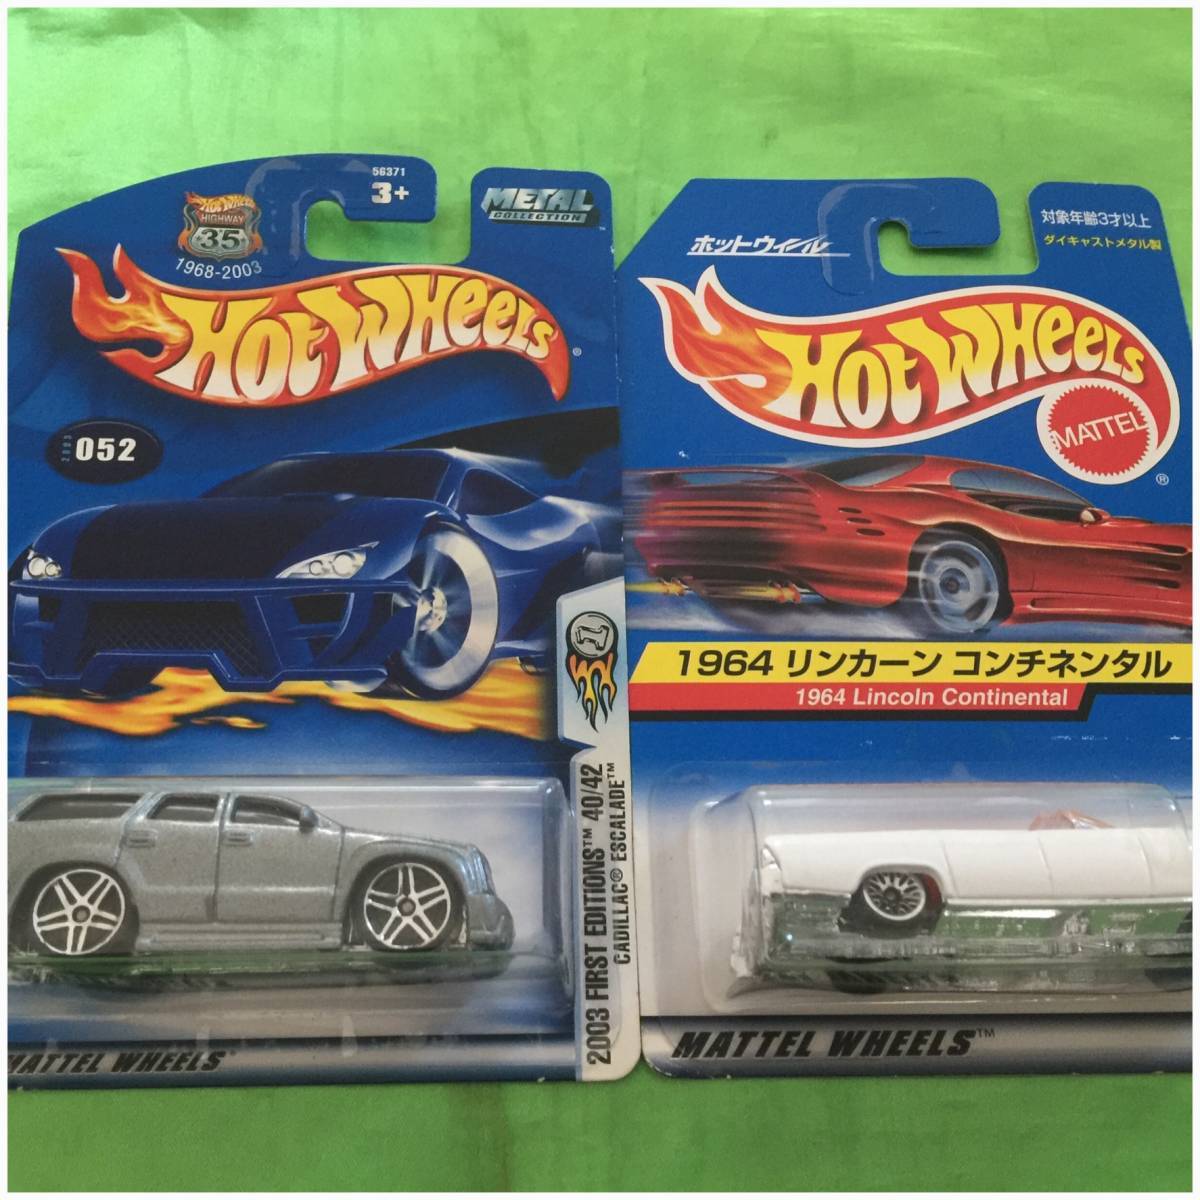 56371
3+
METAL
COLLECTION™
Hot Wheels
HIGHWAY
35
1968-2003
HOT WHEELS®
2003
052
2003 FIRST EDITIONS™ 40/42
CADILLAC® ESCALADE™
MATTEL WHEELS
ホットウィール
対象年齢3才以上
ダイキャストメタル製
HOT WHEELS
MATTEL
®
1964 リンカーン コンチネンタル
1964 Lincoln Continental
MATTEL WHEELS™